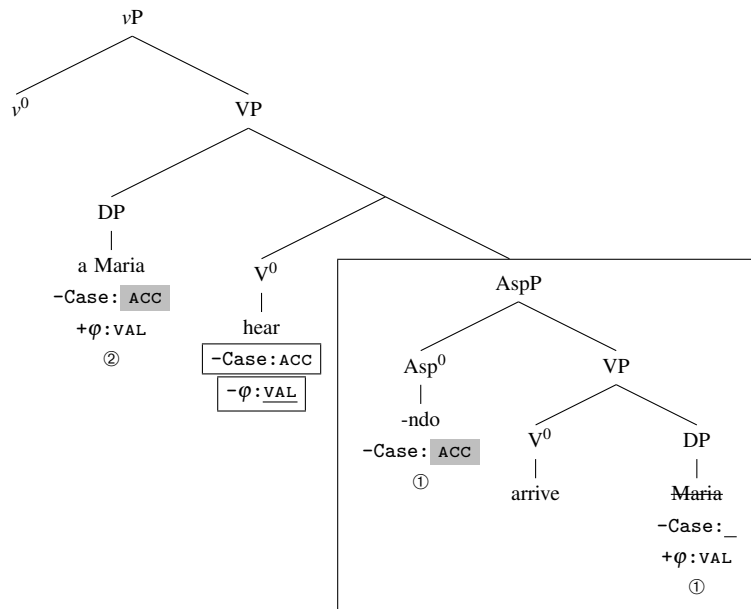 vP
v⁰
VP
DP
a Maria
-Case: ACC
+φ:VAL
②
V⁰
hear
-Case:ACC
-φ:VAL
AspP
Asp⁰
-ndo
-Case: ACC
①
VP
V⁰
arrive
DP
Maria
-Case:_
+φ:VAL
①